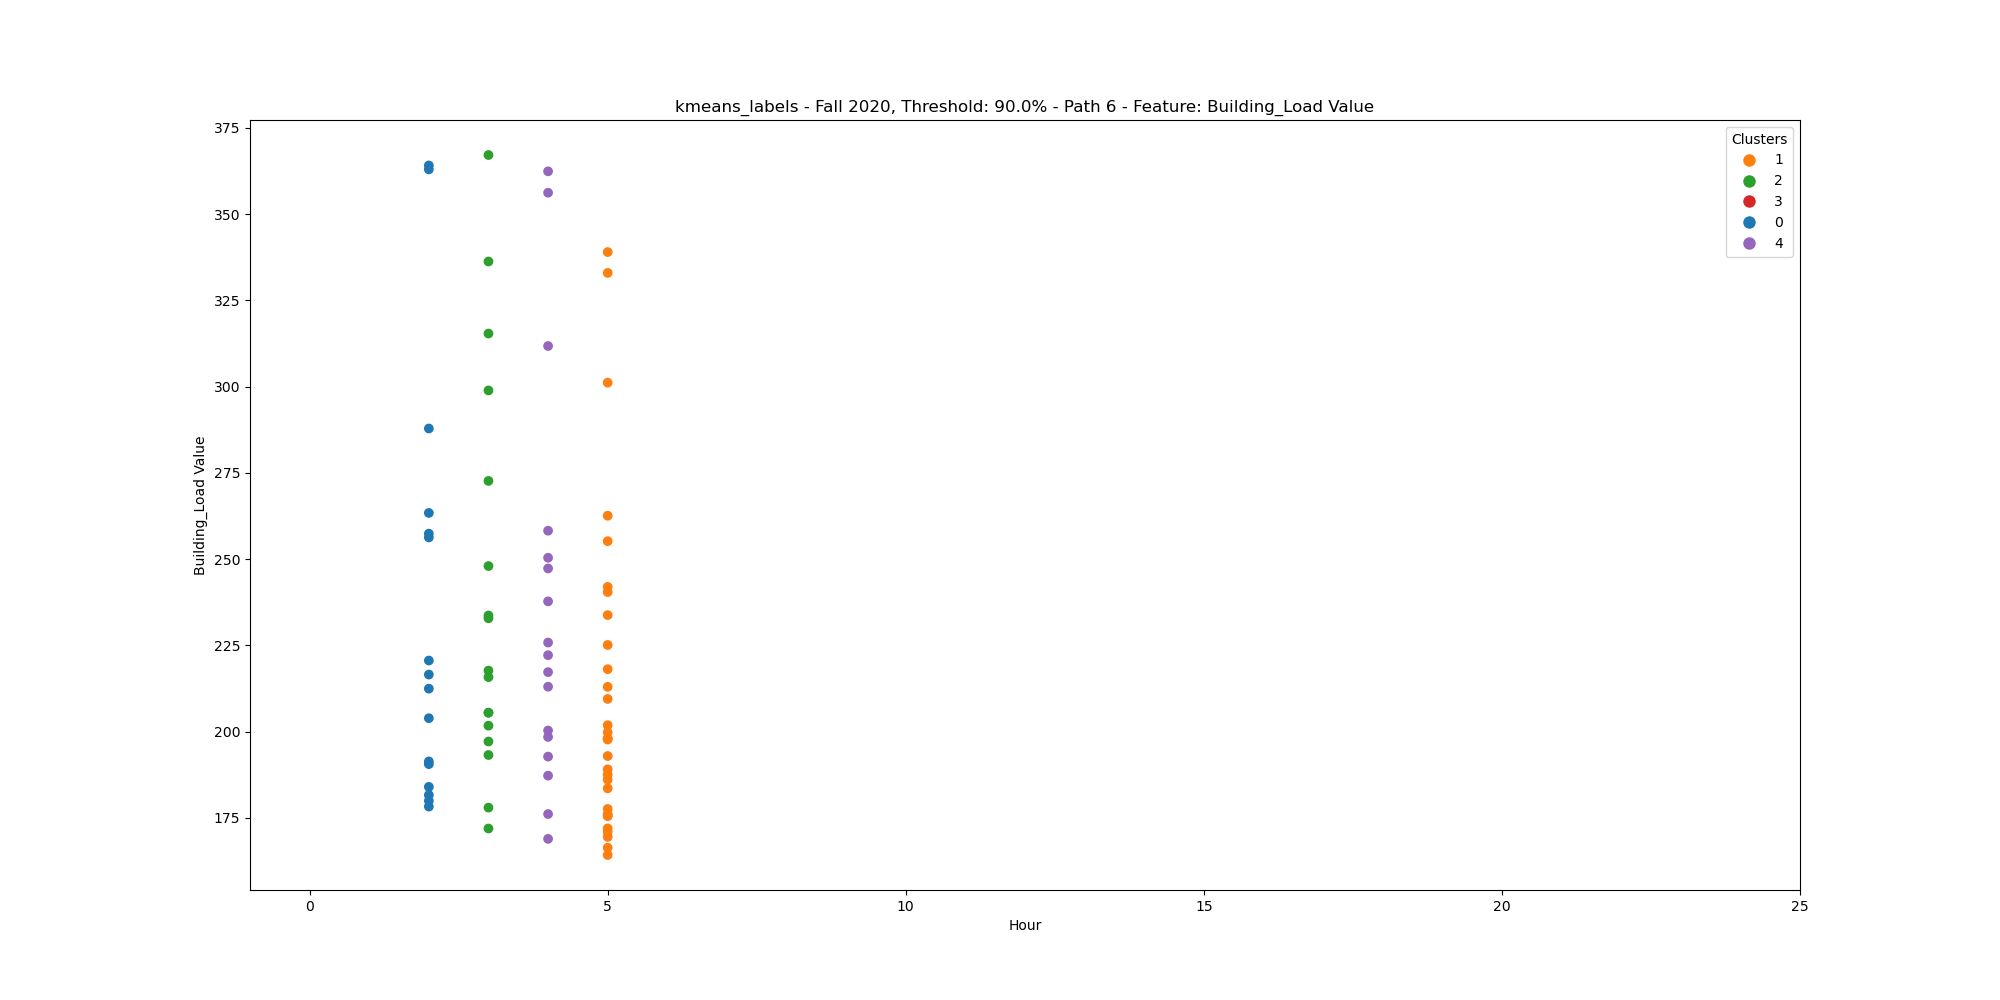 kmeans_labels - Fall 2020, Threshold: 90.0% - Path 6 - Feature: Building_Load Value
Clusters
1
2
3
0
4
Building_Load Value
375
350
325
300
275
250
225
200
175
0 5 10 15 20 25
Hour